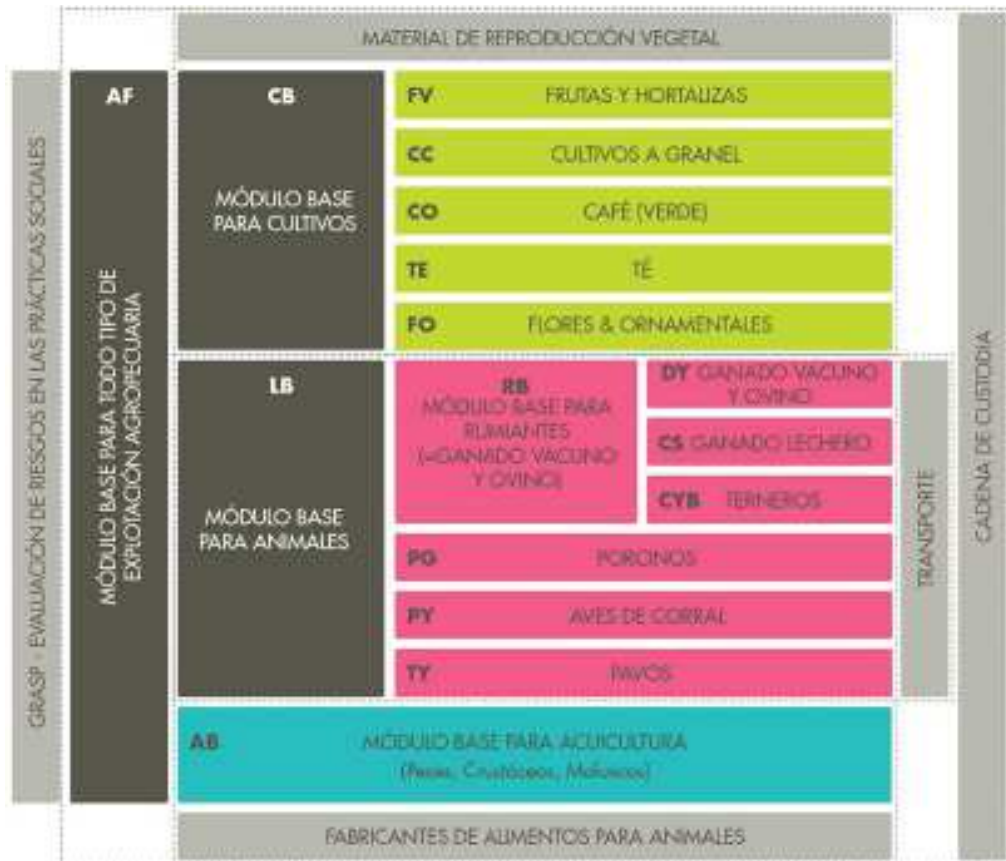 MATERIAL DE REPRODUCCIÓN VEGETAL
GRASP - EVALUACIÓN DE RIESGOS EN LAS PRÁCTICAS SOCIALES
AF
MÓDULO BASE PARA TODO TIPO DE
EXPLOTACIÓN AGROPECUARIA
CB
MÓDULO BASE
PARA CULTIVOS
FV FRUTAS Y HORTALIZAS
CC CULTIVOS A GRANEL
CO CAFÉ (VERDE)
TE TÉ
FO FLORES & ORNAMENTALES
LB
MÓDULO BASE
PARA ANIMALES
RB
MÓDULO BASE PARA
RUMIANTES
(=GANADO VACUNO
Y OVINO)
DY GANADO VACUNO
Y OVINO
CS GANADO LECHERO
CYB TERNEROS
PG PORCINOS
PY AVES DE CORRAL
TY PAVOS
TRANSPORTE
CADENA DE CUSTODIA
AB MÓDULO BASE PARA ACUICULTURA
(Peces, Crustáceos, Moluscos)
FABRICANTES DE ALIMENTOS PARA ANIMALES